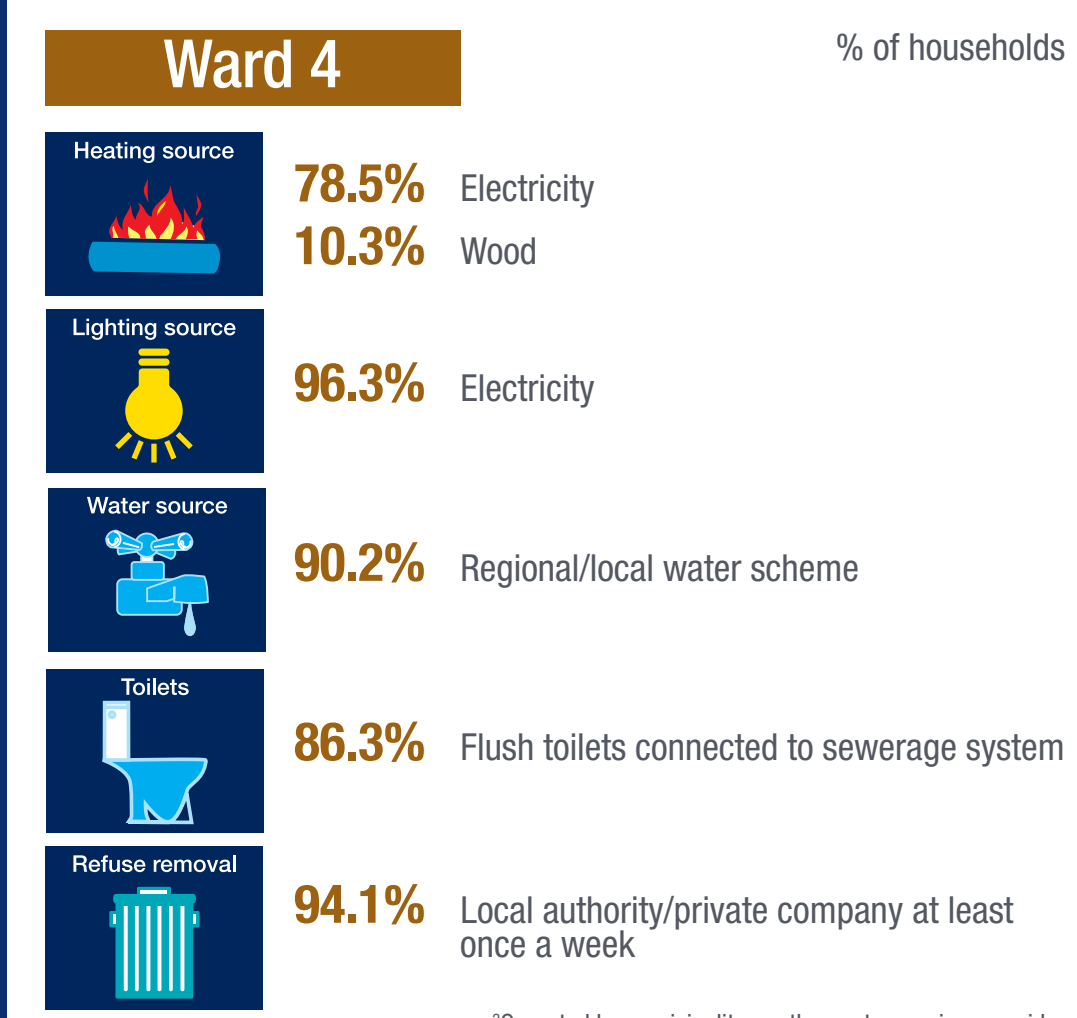 Ward 4
% of households
Heating source
78.5% Electricity
10.3% Wood
Lighting source
96.3% Electricity
Water source
90.2% Regional/local water scheme
Toilets
86.3% Flush toilets connected to sewerage system
Refuse removal
94.1% Local authority/private company at least
once a week